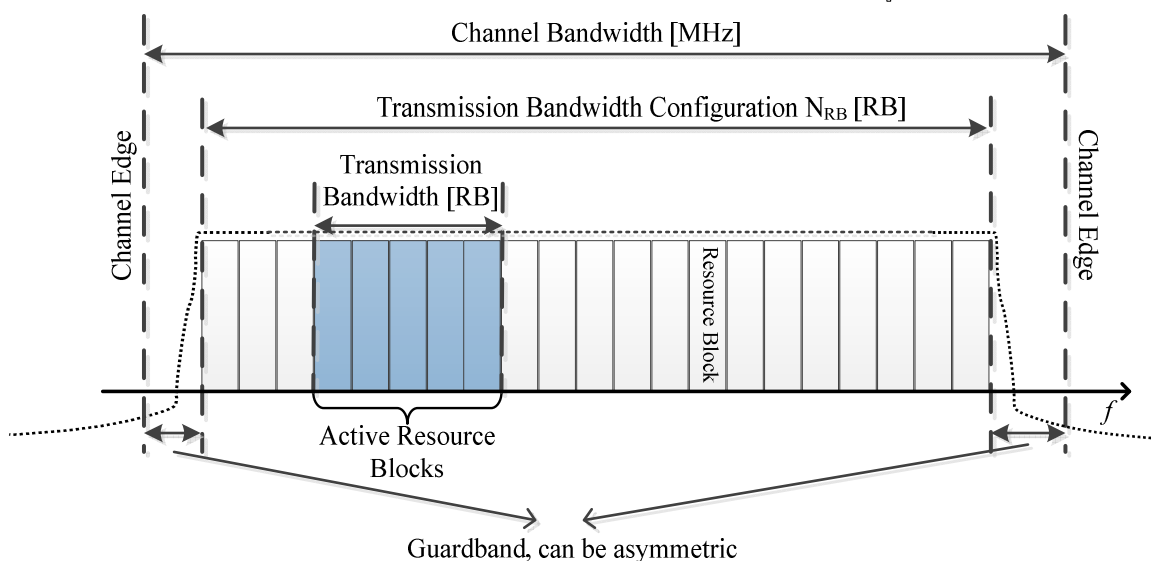 Channel Bandwidth [MHz]
Transmission Bandwidth Configuration NRB [RB]
Transmission
Bandwidth [RB]
Channel Edge
Channel Edge
Resource Block
f
Active Resource
Blocks
Guardband, can be asymmetric